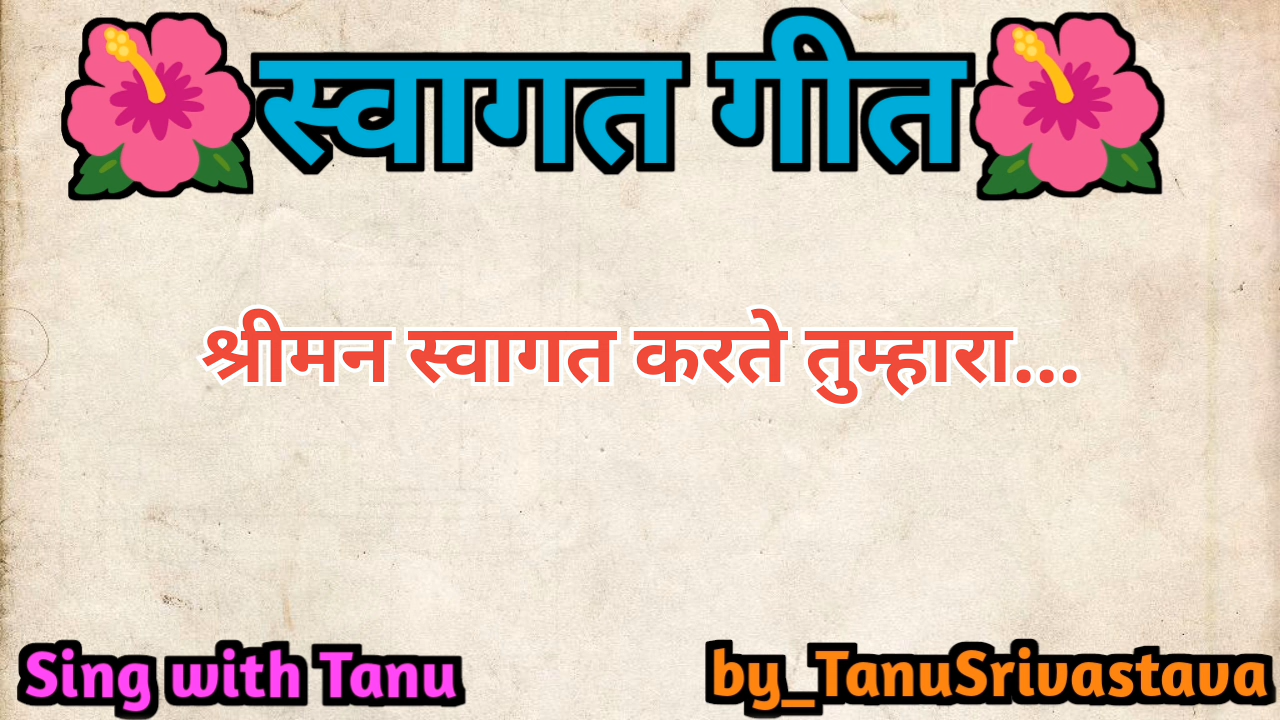 स्वागत गीत
श्रीमन स्वागत करते तुम्हारा...
Sing with Tanu
by_TanuSrivastava